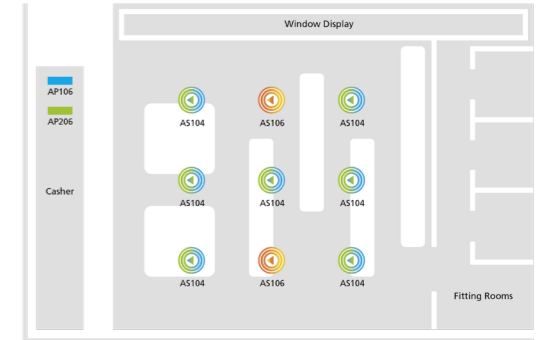 Window Display
AP106
AP206
Casher
AS104
AS106
AS104
AS104
AS104
AS104
AS104
AS106
AS104
Fitting Rooms